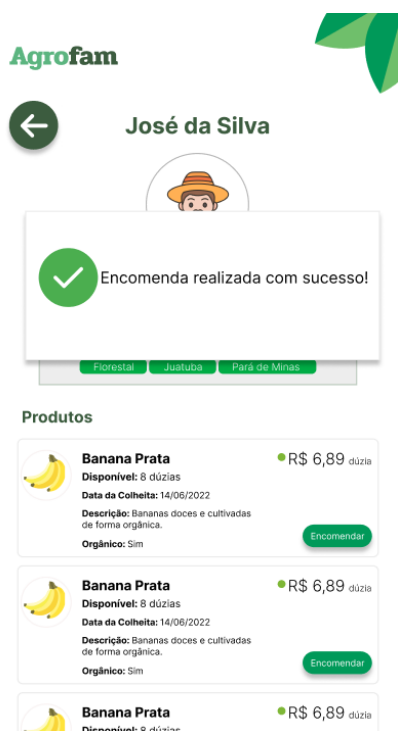 Agrofam
José da Silva
Encomenda realizada com sucesso!
Florestal Juatuba Pará de Minas
Produtos
Banana Prata R$ 6,89 dúzia
Disponível: 8 dúzias
Data da Colheita: 14/06/2022
Descrição: Bananas doces e cultivadas
de forma orgânica.
Orgânico: Sim
Encomendar
Banana Prata R$ 6,89 dúzia
Disponível: 8 dúzias
Data da Colheita: 14/06/2022
Descrição: Bananas doces e cultivadas
de forma orgânica.
Orgânico: Sim
Encomendar
Banana Prata R$ 6,89 dúzia
Disponível: 8 dúzias